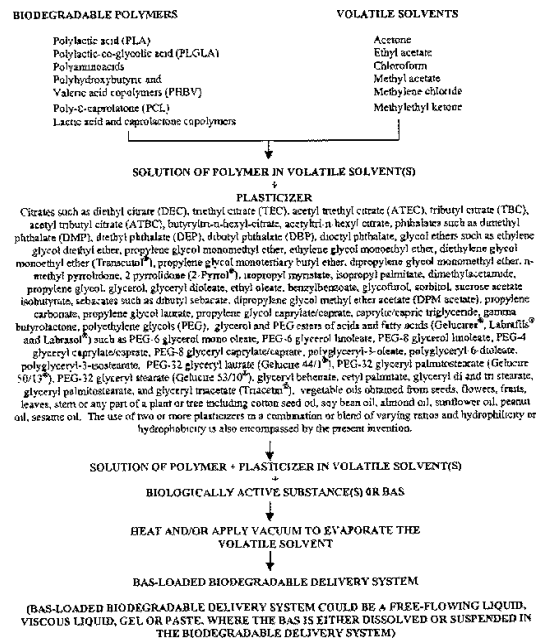 BIODEGRADABLE POLYMERS
VOLATILE SOLVENTS
Polylactic acid (PLA)
Polylactic-co-glycolic acid (PLGLA)
Polyaminoacids
Polyhydroxybutyric and
Valeric acid copolymers (PHBV)
Poly-ε-caprolatone (PCL)
Lactic acid and caprolactone copolymers
Acetone
Ethyl acetate
Chloroform
Methyl acetate
Methylene chloride
Methylethyl ketone
SOLUTION OF POLYMER IN VOLATILE SOLVENT(S)
+
PLASTICIZER
Citrates such as diethyl citrate (DEC), triethyl citrate (TEC), acetyl triethyl citrate (ATEC), tributyl citrate (TBC),
acetyl tributyl citrate (ATBC), butyryltri-n-hexyl-citrate, acetyltri-n-hexyl citrate, phthalates such as dimethyl
phthalate (DMP), diethyl phthalate (DEP), dibutyl phthalate (DBP), dioctyl phthalate, glycol ethers such as ethylene
glycol diethyl ether, propylene glycol monomethyl ether, ethylene glycol monoethyl ether, diethylene glycol
monoethyl ether (Transcutol®), propylene glycol monotertiary butyl ether, dipropylene glycol monomethyl ether, n-
methyl pyrrolidone, 2 pyrrolidone (2-Pyrrol®), isopropyl myristate, isopropyl palmitate, dimethylacetamide,
propylene glycol, glycerol, glyceryl dioleate, ethyl oleate, benzylbenzoate, glycofurol, sorbitol, sucrose acetate
isobutyrate, sebacates such as dibutyl sebacate, dipropylene glycol methyl ether acetate (DPM acetate), propylene
carbonate, propylene glycol laurate, propylene glycol caprylate/caprate, caprylic/capric triglyceride, gamma
butyrolactone, polyethylene glycols (PEG), glycerol and PEG esters of acids and fatty acids (Gelucires®, Labrafils®
and Labrasol®) such as PEG-6 glycerol mono oleate, PEG-6 glycerol linoleate, PEG-8 glycerol linoleate, PEG-4
glyceryl caprylate/caprate, PEG-8 glyceryl caprylate/caprate, polyglyceryl-3-oleate, polyglyceryl-6-dioleate,
polyglyceryl-3-isostearate, PEG-32 glyceryl laurate (Gelucire 44/1®), PEG-32 glyceryl palmitostearate (Gelucire
50/13®), PEG-32 glyceryl stearate (Gelucire 53/10®), glyceryl behenate, cetyl palmitate, glyceryl di and tri stearate,
glyceryl palmitostearate, and glyceryl triacetate (Triacetin®), vegetable oils obtained from seeds, flowers, fruits,
leaves, stem or any part of a plant or tree including cotton seed oil, soy bean oil, almond oil, sunflower oil, peanut
oil, sesame oil. The use of two or more plasticizers in a combination or blend of varying ratios and hydrophilicity or
hydrophobicity is also encompassed by the present invention.
SOLUTION OF POLYMER + PLASTICIZER IN VOLATILE SOLVENT(S)
+
BIOLOGICALLY ACTIVE SUBSTANCE(S) OR BAS
HEAT AND/OR APPLY VACUUM TO EVAPORATE THE
VOLATILE SOLVENT
BAS-LOADED BIODEGRADABLE DELIVERY SYSTEM
(BAS-LOADED BIODEGRADABLE DELIVERY SYSTEM COULD BE A FREE-FLOWING LIQUID,
VISCOUS LIQUID, GEL OR PASTE, WHERE THE BAS IS EITHER DISSOLVED OR SUSPENDED IN
THE BIODEGRADABLE DELIVERY SYSTEM)